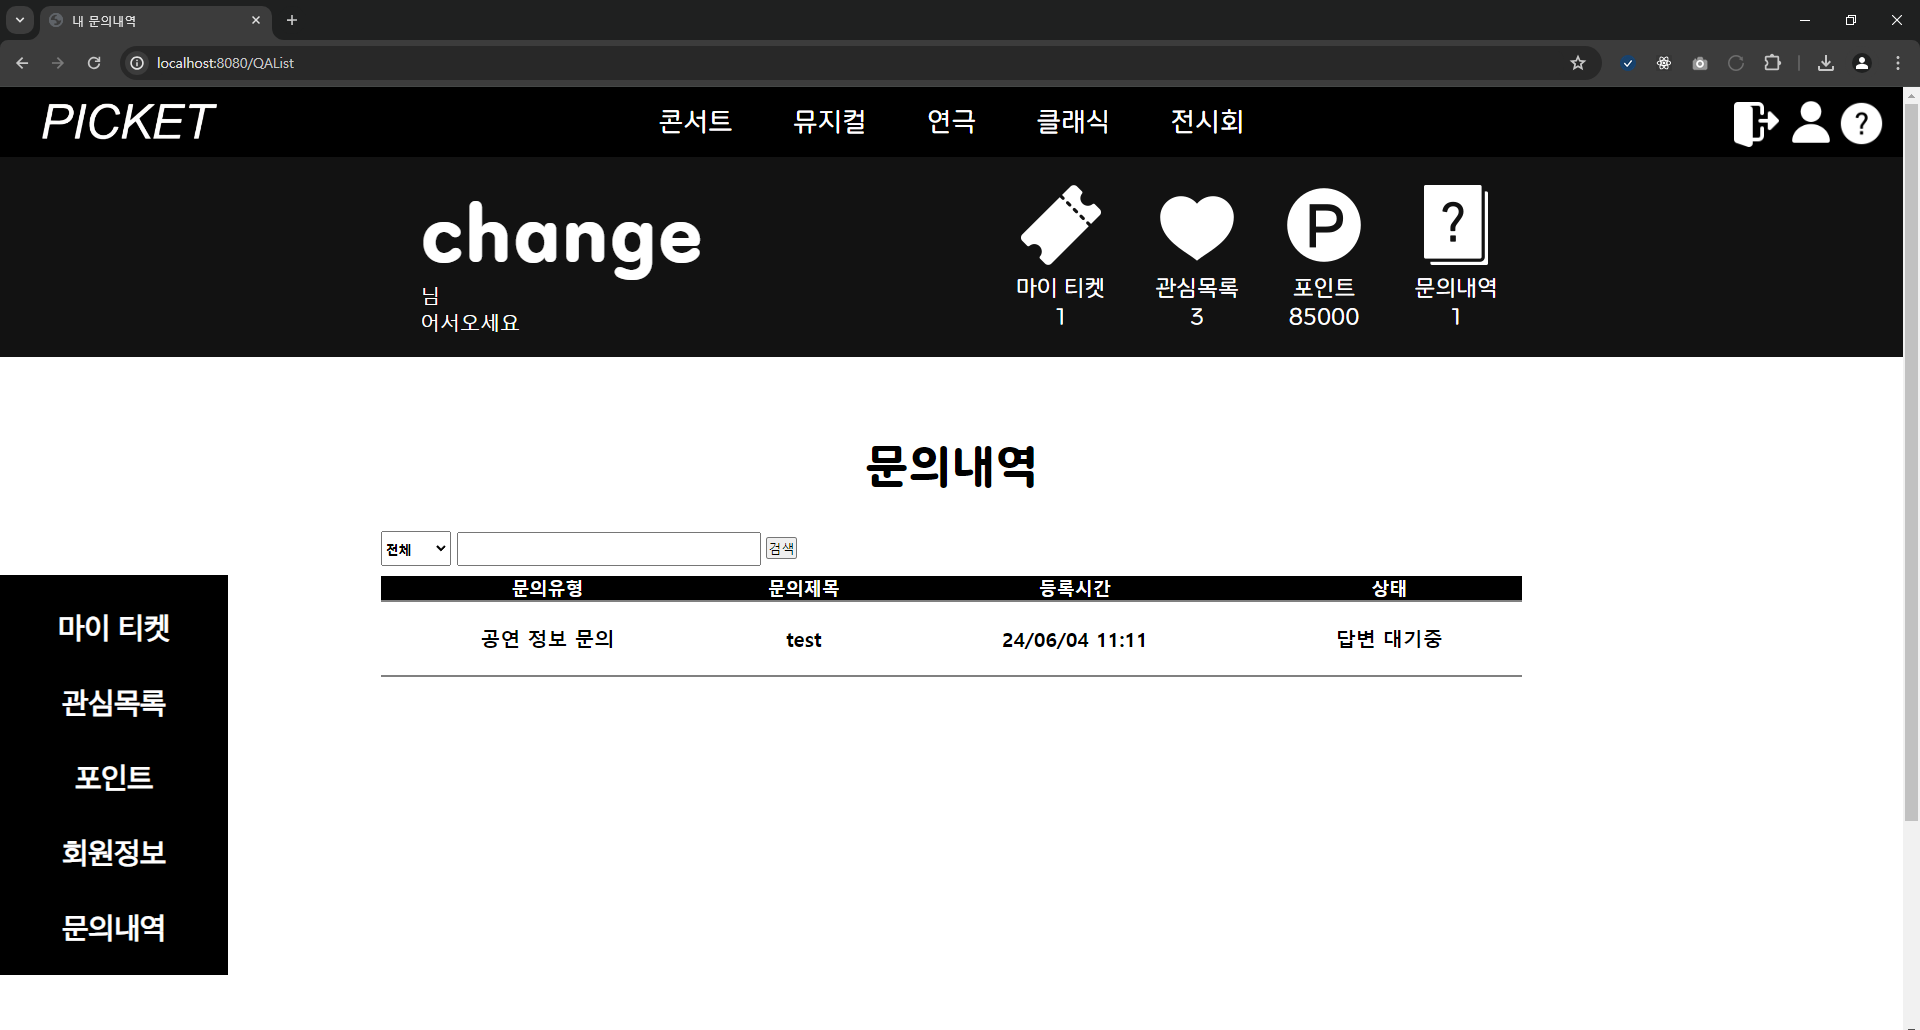 내 문의내역
localhost:8080/QAList
PICKET
콘서트 뮤지컬 연극 클래식 전시회
?
change
님
어서오세요
P
?
마이 티켓 관심목록 포인트 문의내역
1 3 85000 1
문의내역
전체 검색
문의유형 문의제목 등록시간 상태
공연 정보 문의 test 24/06/04 11:11 답변 대기중
마이 티켓
관심목록
포인트
회원정보
문의내역